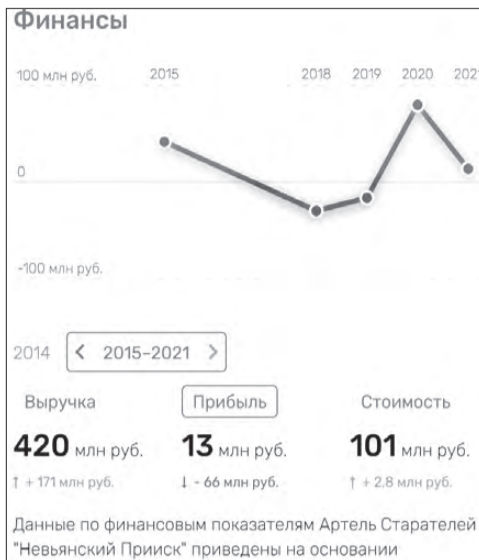 Финансы
100 млн руб. 2015 2018 2019 2020 2021
0
-100 млн руб.
2014 < 2015–2021 >
Выручка Прибыль Стоимость
420 млн руб. 13 млн руб. 101 млн руб.
↑ + 171 млн руб. ↓ - 66 млн руб. ↑ + 2.8 млн руб.
Данные по финансовым показателям Артель Старателей
"Невьянский Прииск" приведены на основании